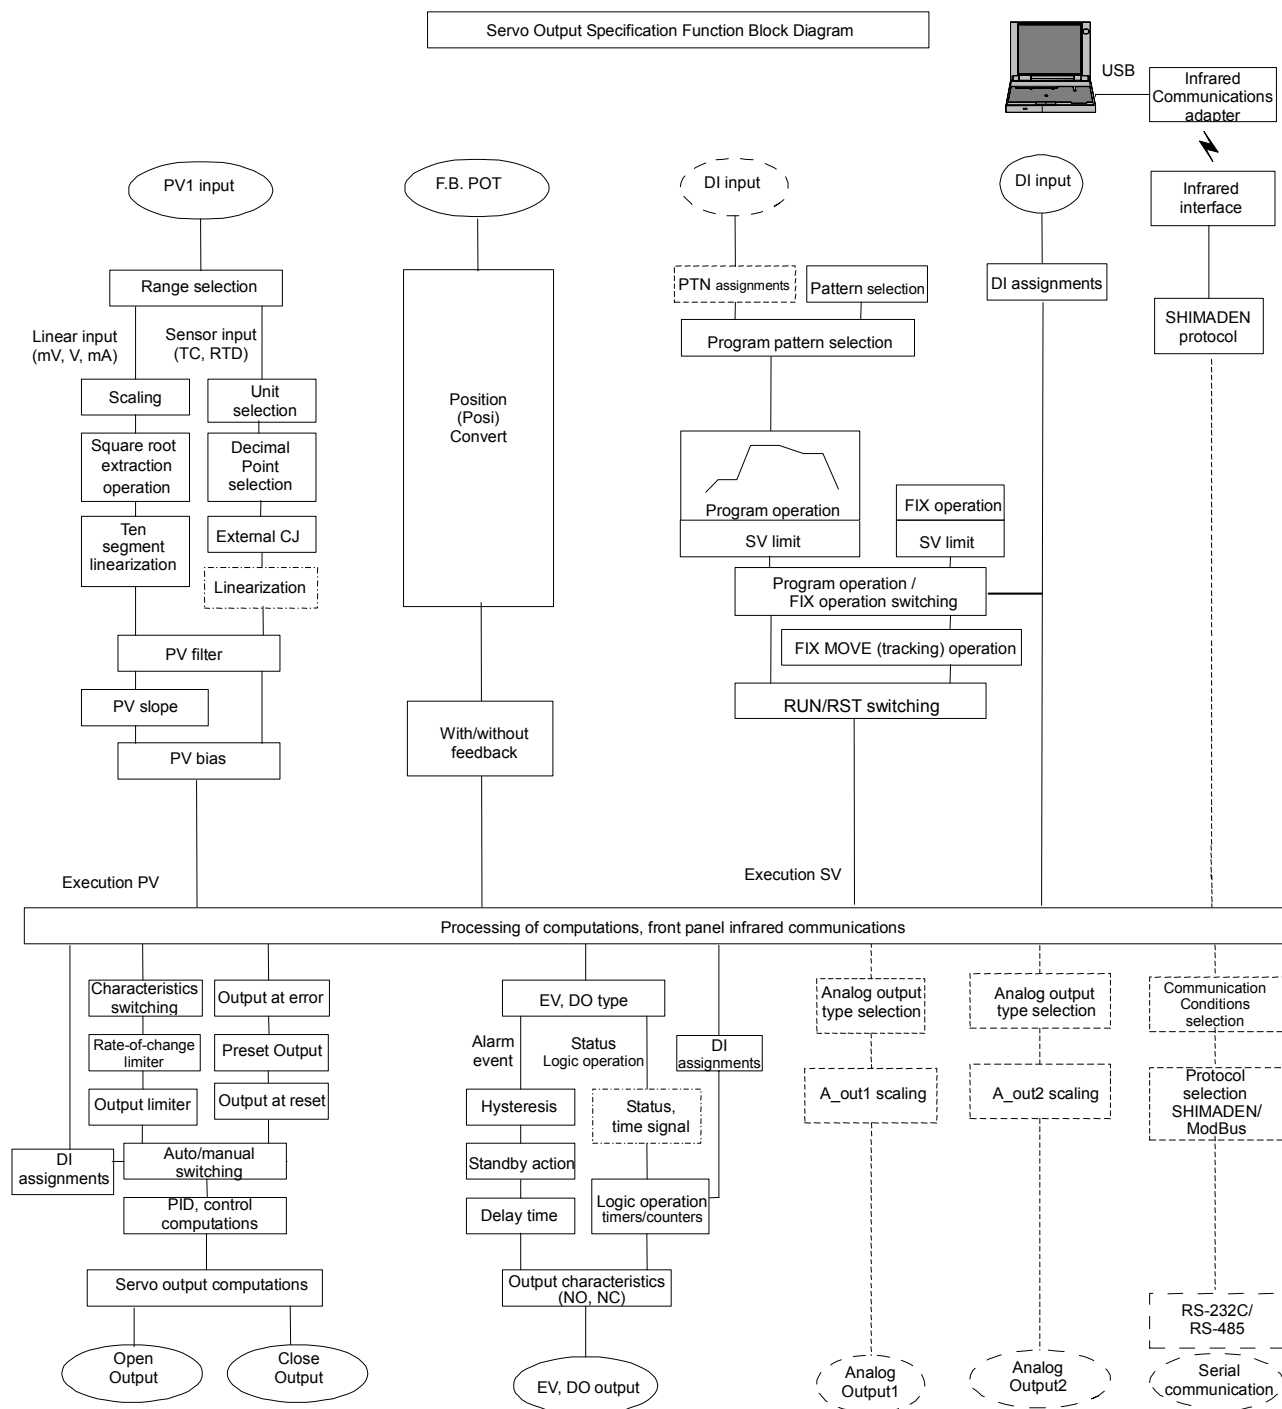 Servo Output Specification Function Block Diagram
USB
Infrared
Communications
adapter
PV1 input
F.B. POT
DI input
DI input
Infrared
interface
Range selection
PTN assignments
Pattern selection
DI assignments
Linear input
(mV, V, mA)
Sensor input
(TC, RTD)
Program pattern selection
SHIMADEN
protocol
Scaling
Unit
selection
Position
(Posi)
Convert
Square root
extraction
operation
Decimal
Point
selection
Program operation
FIX operation
Ten
segment
linearization
External CJ
SV limit
SV limit
Linearization
Program operation /
FIX operation switching
PV filter
FIX MOVE (tracking) operation
PV slope
RUN/RST switching
With/without
feedback
PV bias
Execution PV
Execution SV
Processing of computations, front panel infrared communications
Characteristics
switching
Output at error
EV, DO type
Analog output
type selection
Analog output
type selection
Communication
Conditions
selection
Rate-of-change
limiter
Preset Output
Alarm
event
Status
Logic operation
DI
assignments
Output limiter
Output at reset
Hysteresis
Status,
time signal
A_out1 scaling
A_out2 scaling
Protocol
selection
SHIMADEN/
ModBus
DI
assignments
Auto/manual
switching
Standby action
PID, control
computations
Delay time
Logic operation
timers/counters
Servo output computations
Output characteristics
(NO, NC)
RS-232C/
RS-485
Open
Output
Close
Output
EV, DO output
Analog
Output1
Analog
Output2
Serial
communication